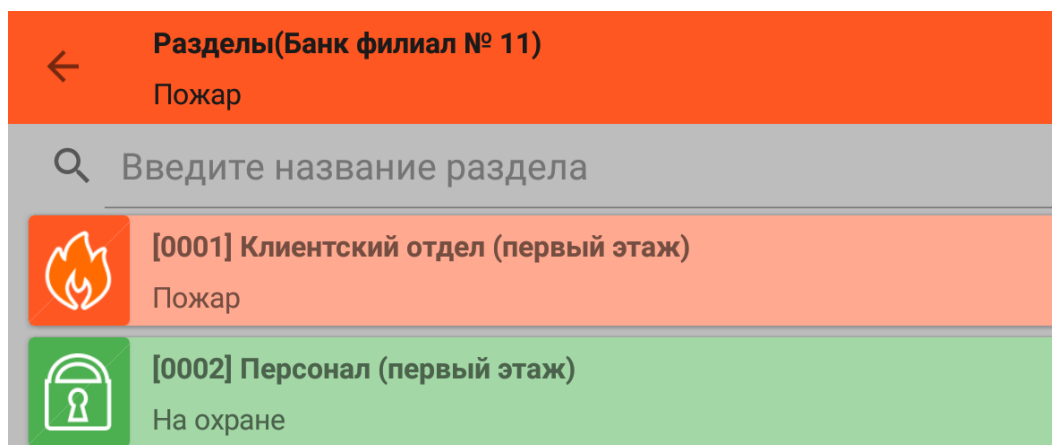 Разделы(Банк филиал № 11)
Пожар
Введите название раздела
[0001] Клиентский отдел (первый этаж)
Пожар
[0002] Персонал (первый этаж)
На охране